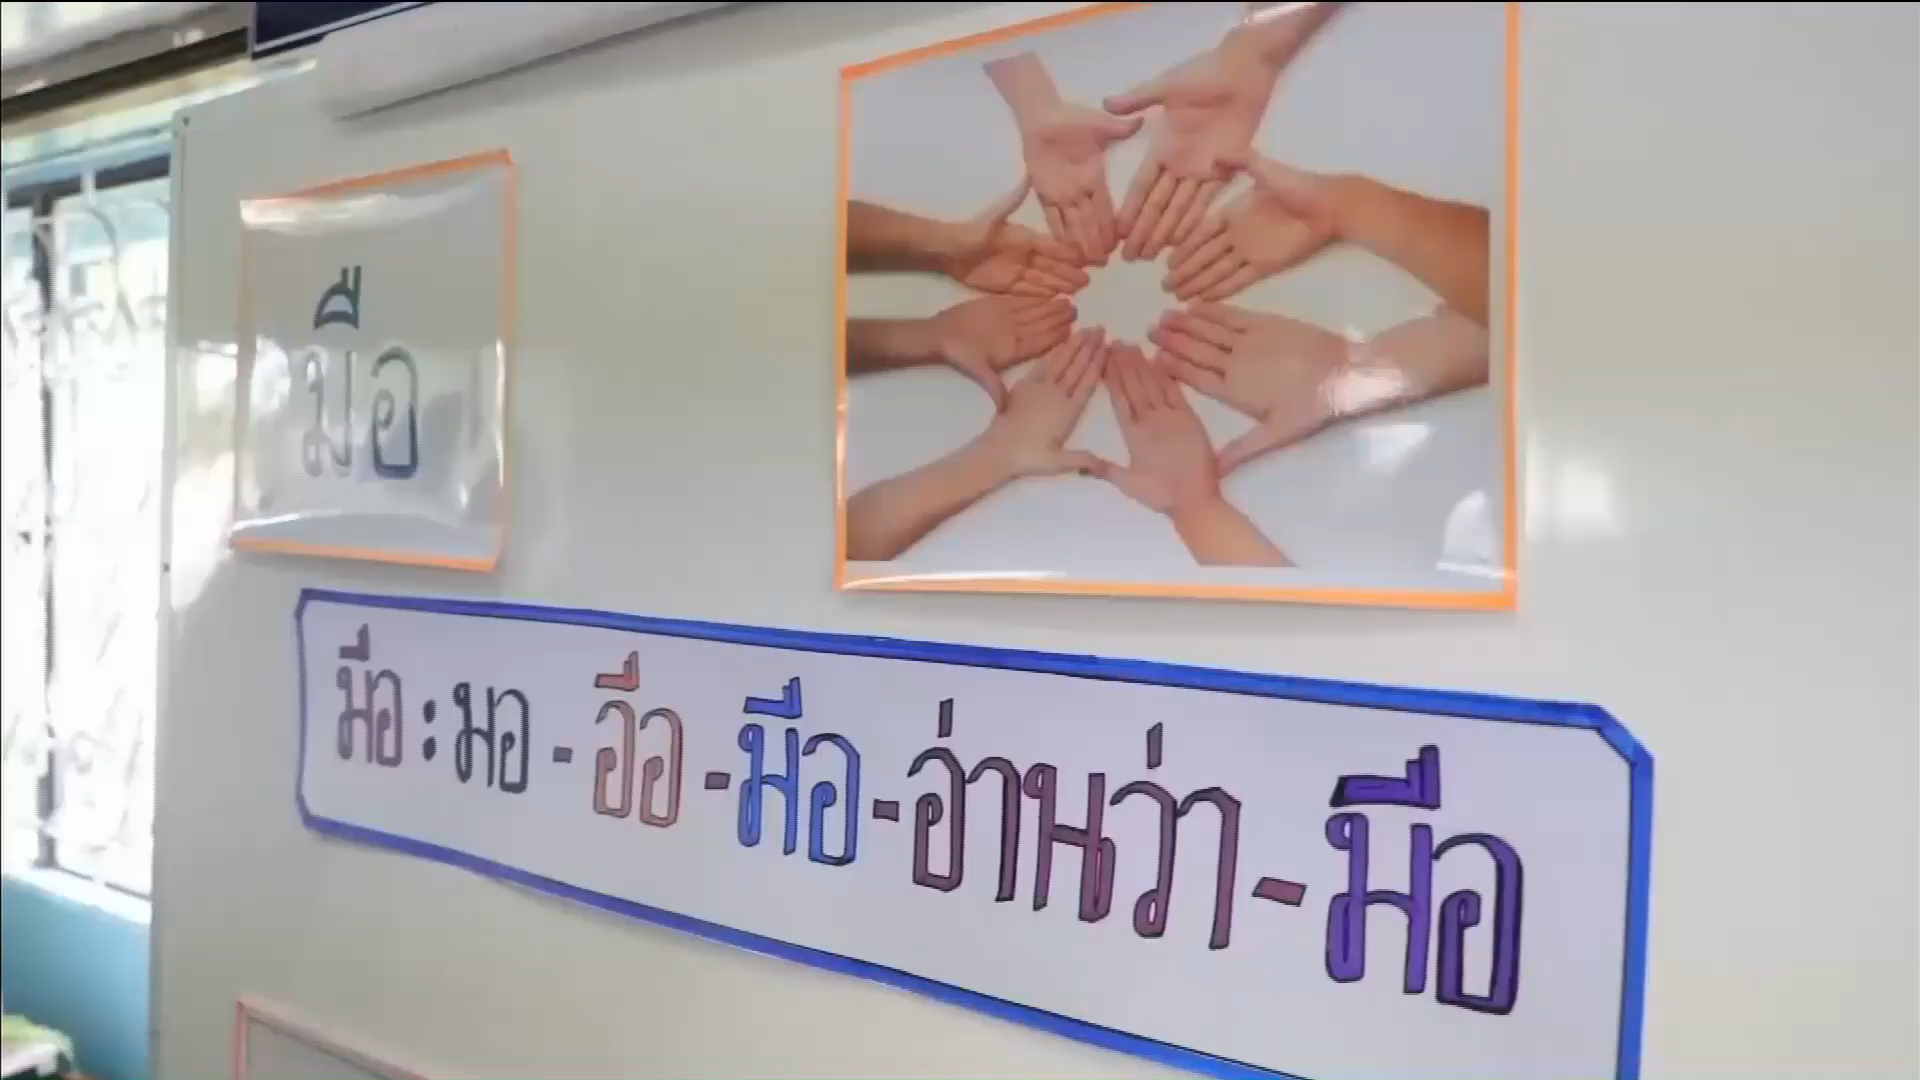 มือ
มือ : มอ - อือ - มือ - อ่านว่า - มือ